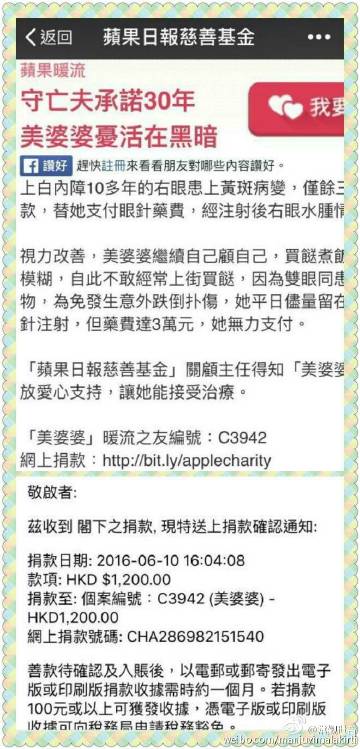 返回 蘋果日報慈善基金
蘋果暖流
守亡夫承諾30年
美婆婆憂活在黑暗
我要
讚好 趕快註冊來看看朋友對哪些內容讚好。
上白內障10多年的右眼患上黃斑病變，僅餘三
款，替她支付眼針藥費，經注射後右眼水腫情
視力改善，美婆婆繼續自己顧自己，買餸煮飯
模糊，自此不敢經常上街買餸，因為雙眼同患
物，為免發生意外跌倒扑傷，她平日儘量留在
針注射，但藥費達3萬元，她無力支付。
「蘋果日報慈善基金」關顧主任得知「美婆婆
放愛心支持，讓她能接受治療。
「美婆婆」暖流之友編號：C3942
網上捐款：http://bit.ly/applecharity
敬啟者:
茲收到 閣下之捐款, 現特送上捐款確認通知:
捐款日期: 2016-06-10 16:04:08
款項: HKD $1,200.00
捐款至: 個案編號：C3942 (美婆婆) -
HKD1,200.00
網上捐款號碼: CHA286982151540
善款待確認及入賬後，以電郵或郵寄發出電子
版或印刷版捐款收據需時約一個月。若捐款
100元或以上可獲發收據，憑電子版或印刷版
收據可向稅務局申請稅務豁免。
weibo.com/manjuzimalakirti